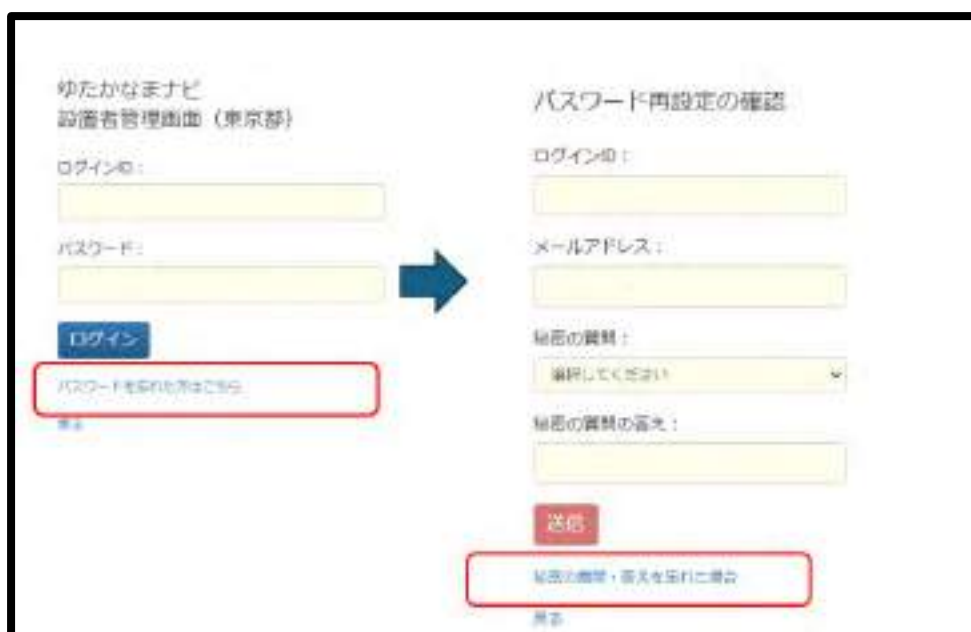 ゆたかなまナビ
設置者管理画面（東京都）
ログインID：
パスワード：
ログイン
パスワードを忘れた方はこちら
戻る
パスワード再設定の確認
ログインID：
メールアドレス：
秘密の質問：
選択してください
秘密の質問の答え：
送信
秘密の質問・答えを忘れた場合
戻る